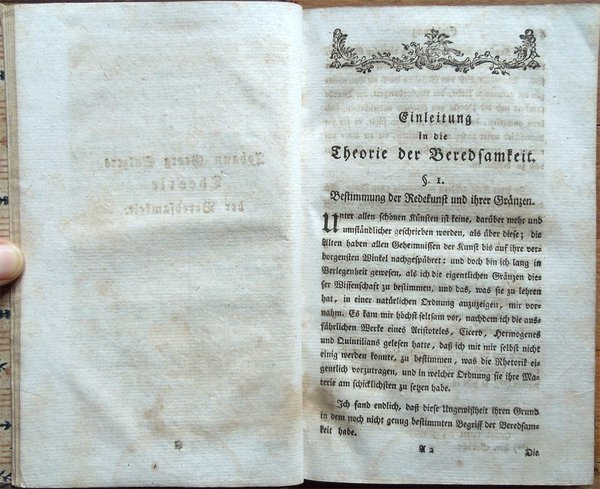 Einleitung
in die
Theorie der Beredsamkeit.
§. 1.
Bestimmung der Redekunst und ihrer Gränzen.
Unter allen schönen Künsten ist keine, darüber mehr und
umständlicher geschrieben worden, als über diese; die
Alten haben allen Geheimnissen der Kunst bis auf ihre ver-
borgensten Winkel nachgespühret; und doch bin ich lang in
Verlegenheit gewesen, als ich die eigentlichen Gränzen die-
ser Wissenschaft zu bestimmen, und das, was sie zu lehren
hat, in einer natürlichen Ordnung anzuzeigen, mir vor-
nahm. Es kam mir höchst seltsam vor, nachdem ich die aus-
führlichen Werke eines Aristoteles, Cicero, Hermogenes
und Quintilians gelesen hatte, daß ich mit mir selbst nicht
einig werden konnte, zu bestimmen, was die Rhetorik ei-
gentlich vorzutragen, und in welcher Ordnung sie ihre Ma-
terie am schicklichsten zu setzen habe.
Ich fand endlich, daß diese Ungewißheit ihren Grund
in dem noch nicht genug bestimmten Begriff der Beredsam-
keit habe.
A 2 Die